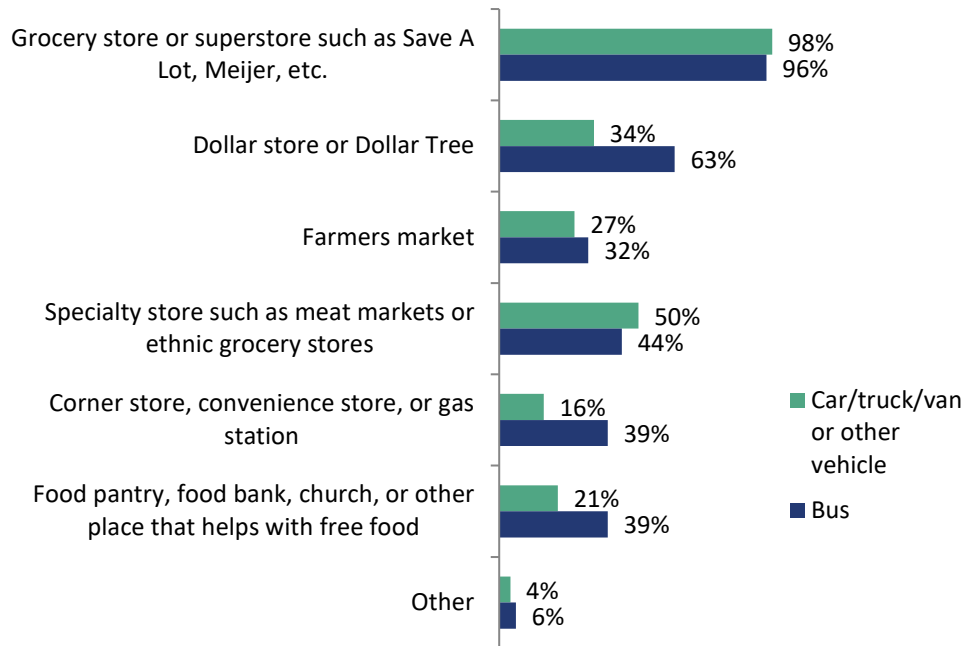 Grocery store or superstore such as Save A
Lot, Meijer, etc.
98%
96%
Dollar store or Dollar Tree
34%
63%
Farmers market
27%
32%
Specialty store such as meat markets or
ethnic grocery stores
50%
44%
Corner store, convenience store, or gas
station
16%
39%
Food pantry, food bank, church, or other
place that helps with free food
21%
39%
Other
4%
6%
Car/truck/van
or other
vehicle
Bus